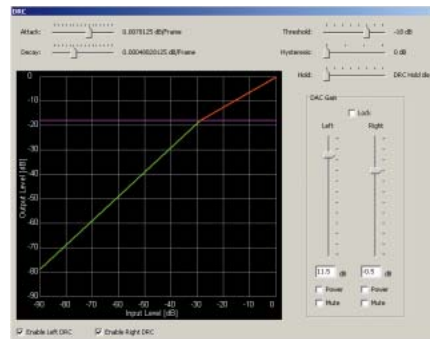 DRC
Attack: 0.0078125 dB/Frame
Decay: 0.00048828125 dB/Frame
Threshold: -18 dB
Hysteresis: 0 dB
Hold: DRC Hold dis
DAC Gain
Lock
Left Right
11.5 dB -0.5 dB
Power Power
Mute Mute
Output Level [dB]
0
-10
-20
-30
-40
-50
-60
-70
-80
-90
-90 -80 -70 -60 -50 -40 -30 -20 -10 0
Input Level [dB]
Enable Left DRC Enable Right DRC